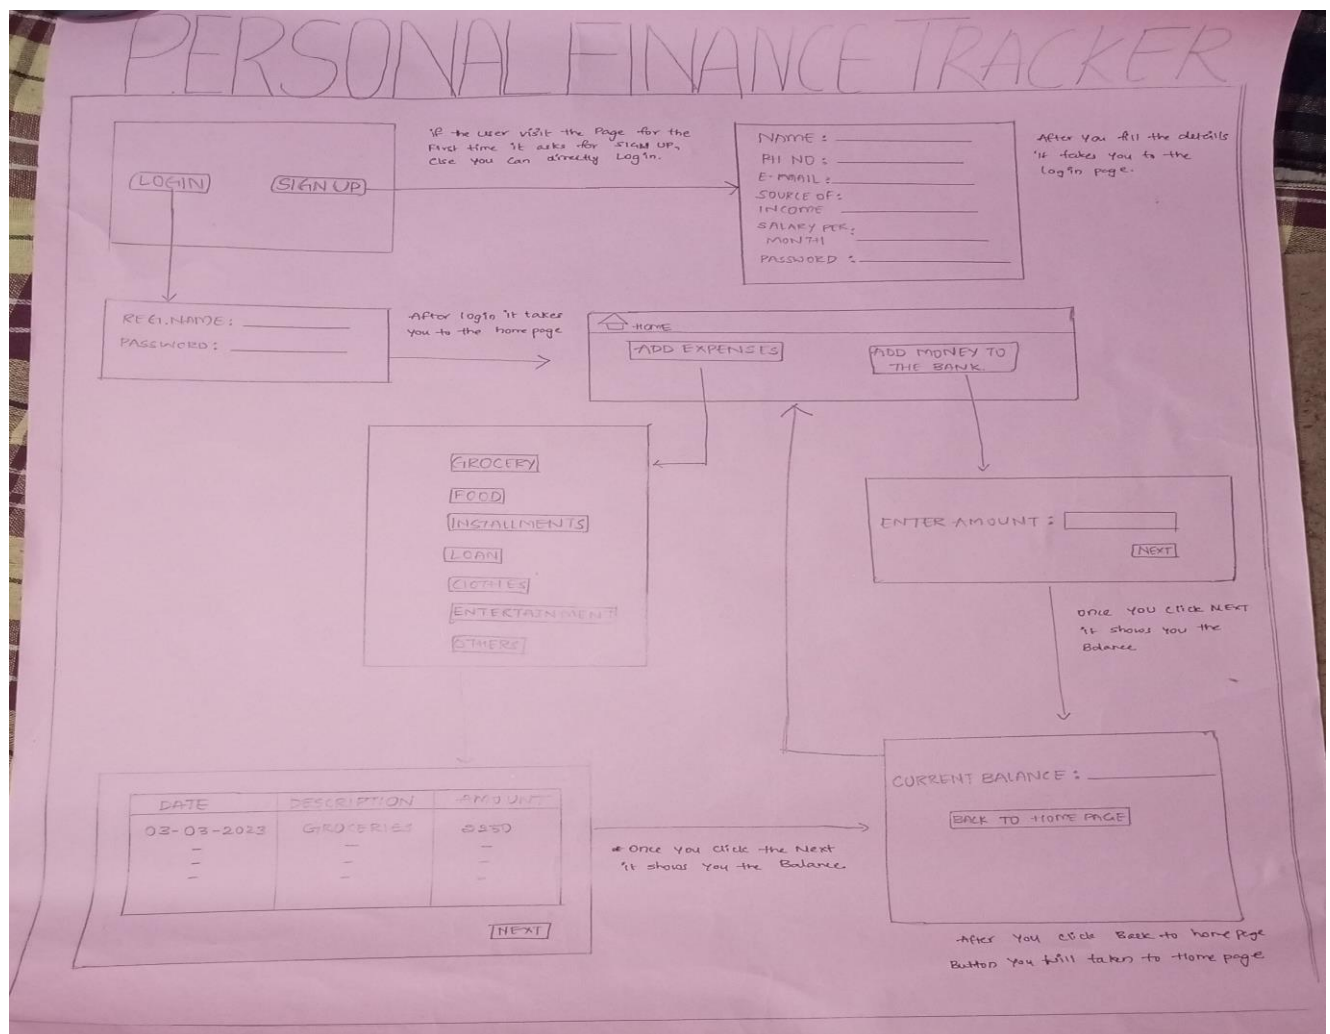 PERSONAL FINANCE TRACKER
LOGIN
SIGN UP
if the user visit the Page for the
First time it asks for SIGN UP,
Else you can directly Login.
NAME :
PH NO :
E-MAIL :
SOURCE OF :
INCOME
SALARY PER :
MONTH
PASSWORD :
After you fill the details
it takes you to the
login page.
REG.NAME :
PASSWORD :
After login it takes
you to the home page
HOME
ADD EXPENSES
ADD MONEY TO
THE BANK.
GROCERY
FOOD
INSTALLMENTS
LOAN
CLOTHES
ENTERTAINMENT
OTHERS
ENTER AMOUNT :
NEXT
once you click NEXT
it shows you the
Balance
DATE DESCRIPTION AMOUNT
03-03-2023 GROCERIES
- - -
- - -
- - -
NEXT
* Once you click the Next
it shows you the Balance.
CURRENT BALANCE :
BACK TO HOME PAGE
After you click Back to home page
Button you will taken to Home page